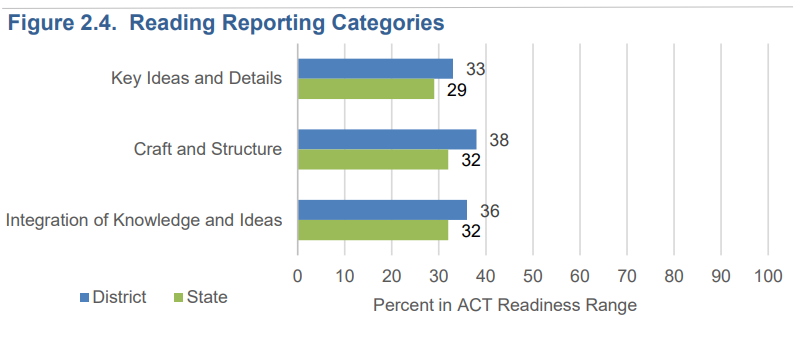 Figure 2.4. Reading Reporting Categories
Key Ideas and Details
33
29
Craft and Structure
38
32
Integration of Knowledge and Ideas
36
32
0 10 20 30 40 50 60 70 80 90 100
District State
Percent in ACT Readiness Range